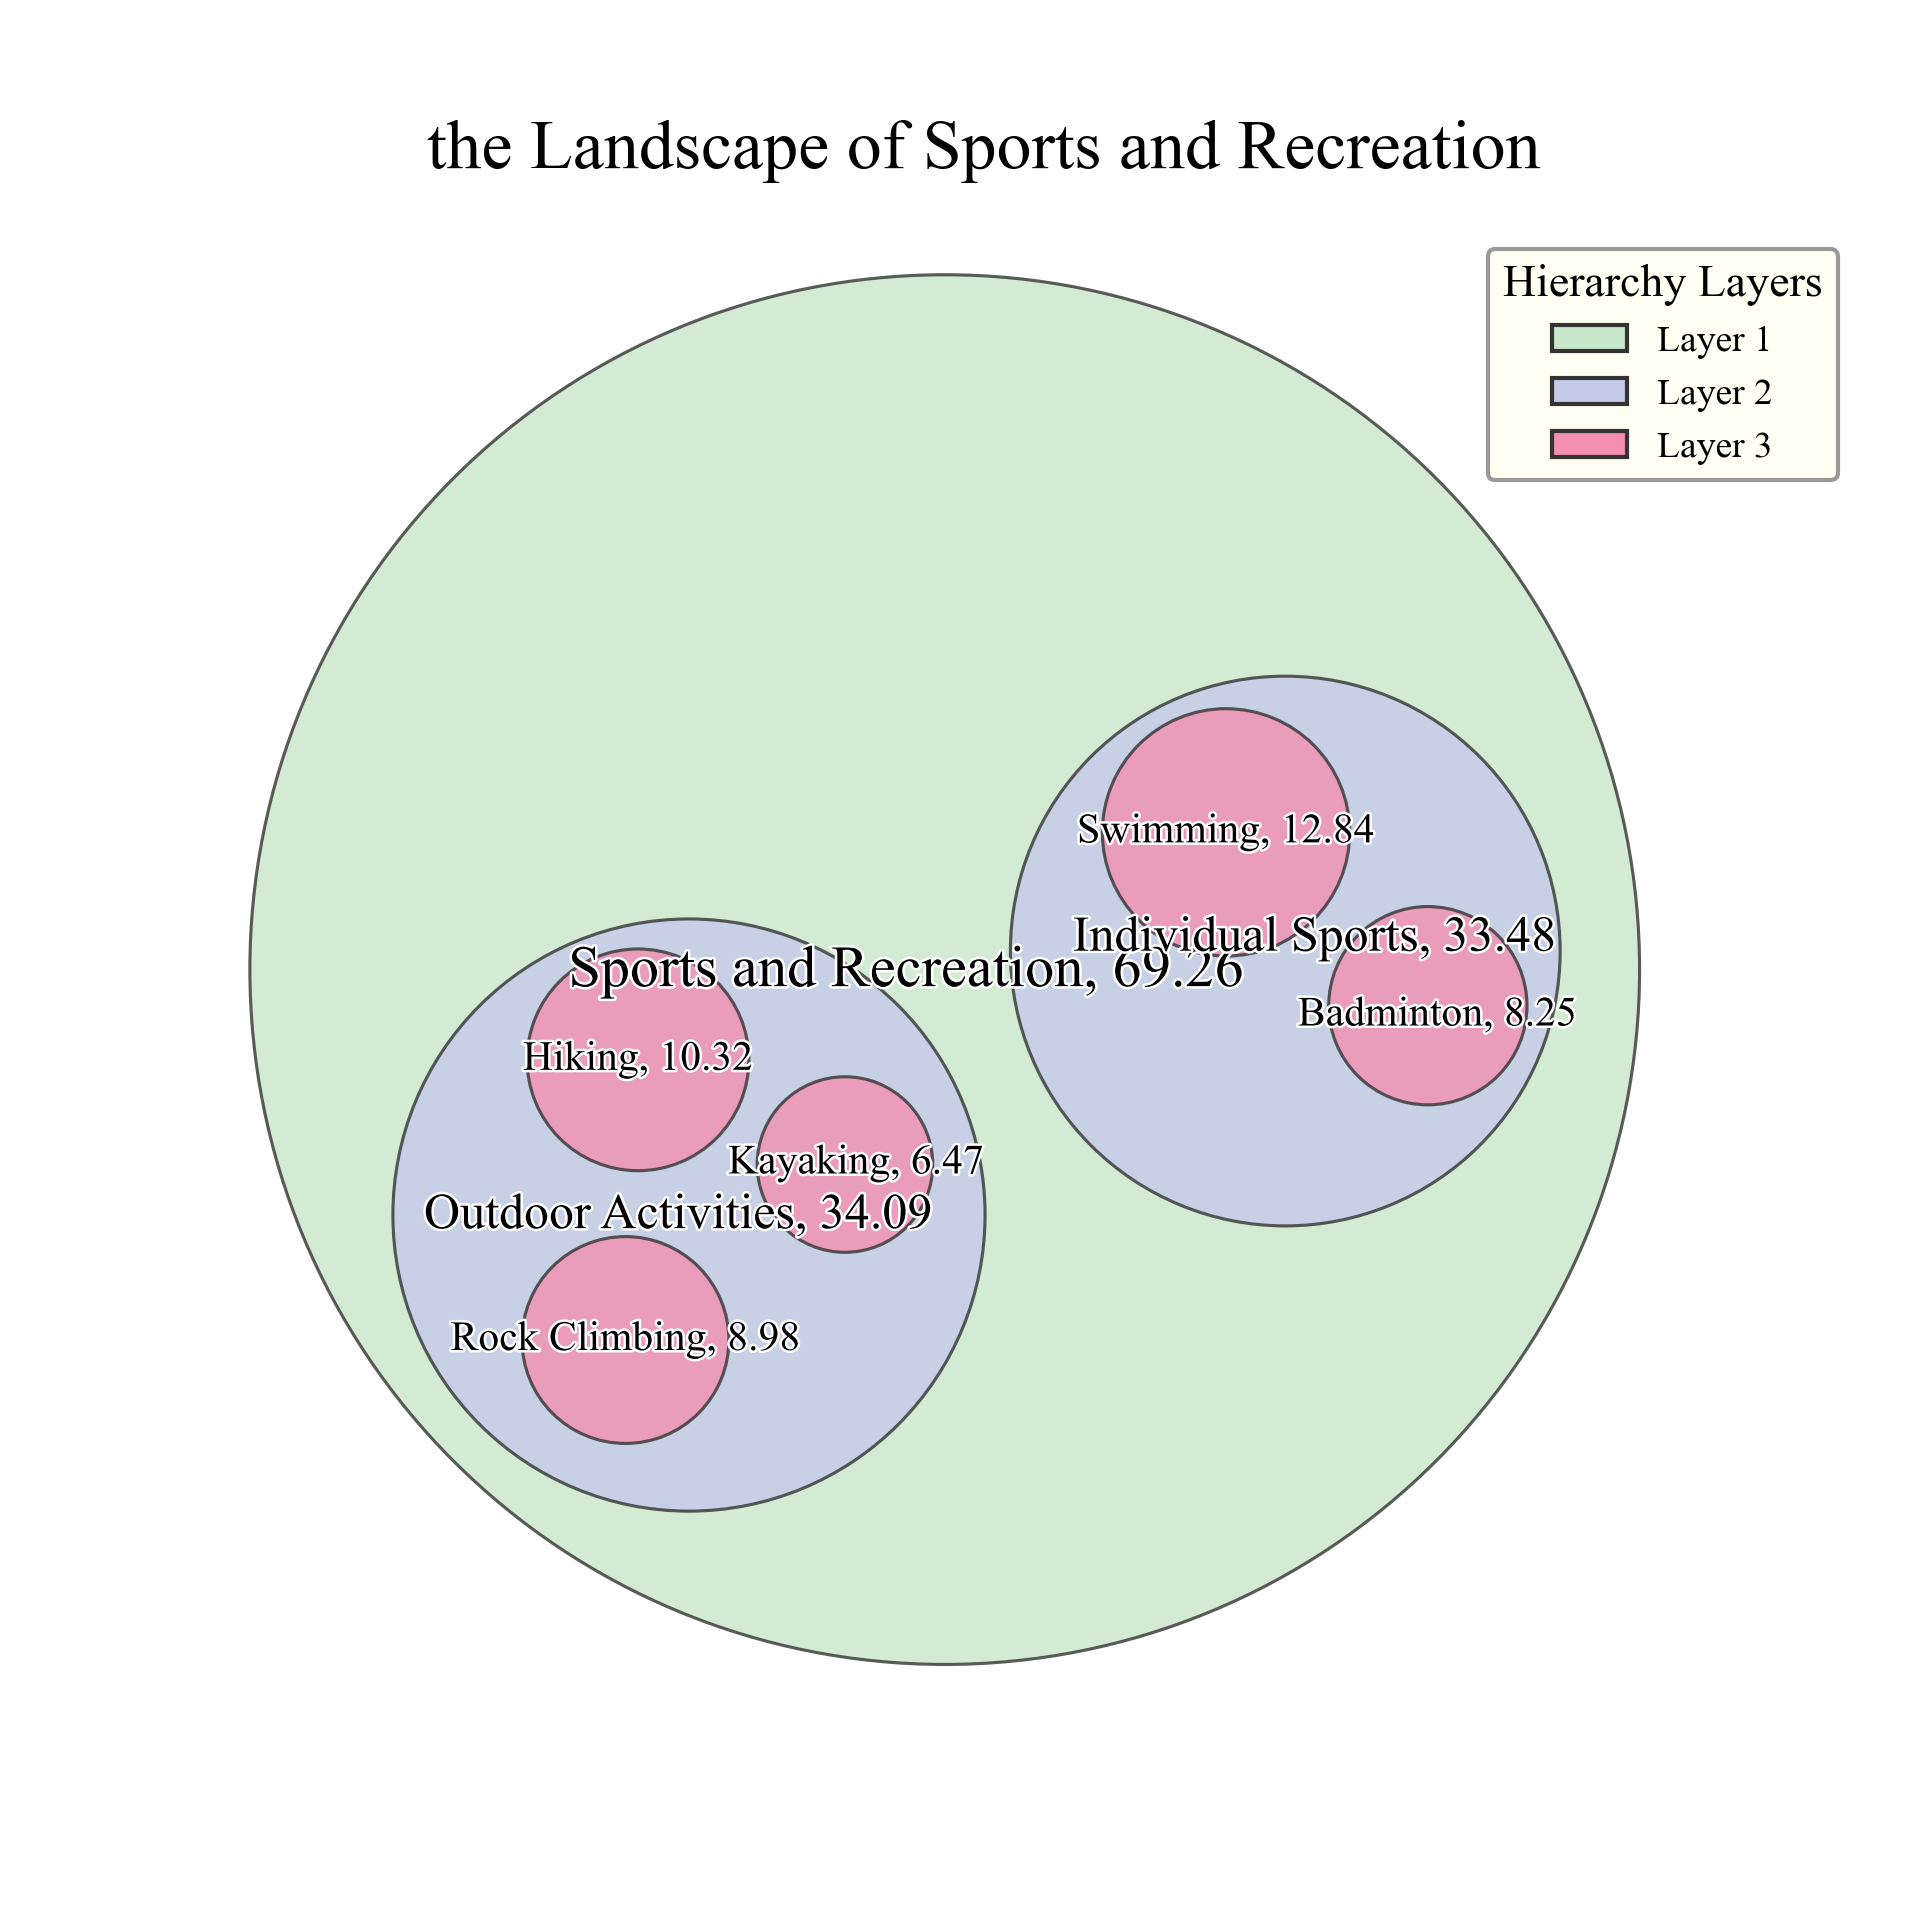 the Landscape of Sports and Recreation
Hierarchy Layers
Layer 1
Layer 2
Layer 3
Swimming, 12.84
Individual Sports, 33.48
Sports and Recreation, 69.26
Badminton, 8.25
Hiking, 10.32
Kayaking, 6.47
Outdoor Activities, 34.09
Rock Climbing, 8.98